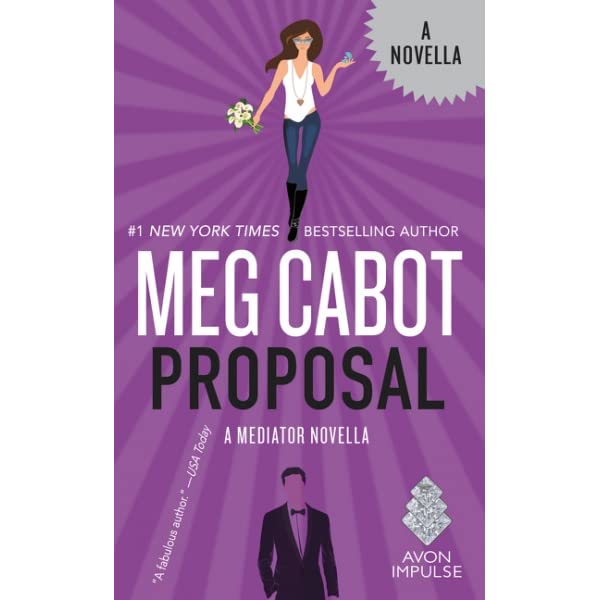 A
NOVELLA
#1 NEW YORK TIMES BESTSELLING AUTHOR
MEG CABOT
PROPOSAL
A MEDIATOR NOVELLA
"A fabulous author." —USA Today
AVON
IMPULSE